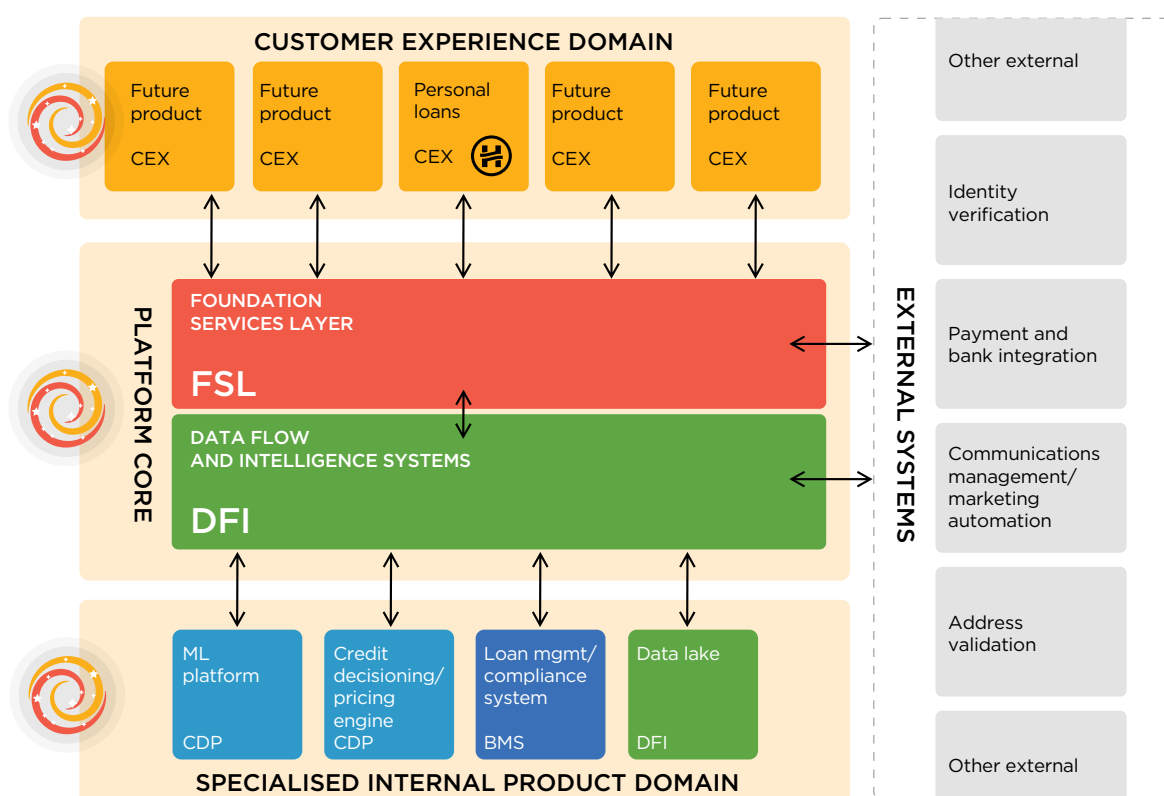 CUSTOMER EXPERIENCE DOMAIN
Future
product
CEX
Future
product
CEX
Personal
loans
CEX
Future
product
CEX
Future
product
CEX
PLATFORM CORE
FOUNDATION
SERVICES LAYER
FSL
DATA FLOW
AND INTELLIGENCE SYSTEMS
DFI
ML
platform
CDP
Credit
decisioning/
pricing
engine
CDP
Loan mgmt/
compliance
system
BMS
Data lake
DFI
SPECIALISED INTERNAL PRODUCT DOMAIN
EXTERNAL SYSTEMS
Other external
Identity
verification
Payment and
bank integration
Communications
management/
marketing
automation
Address
validation
Other external